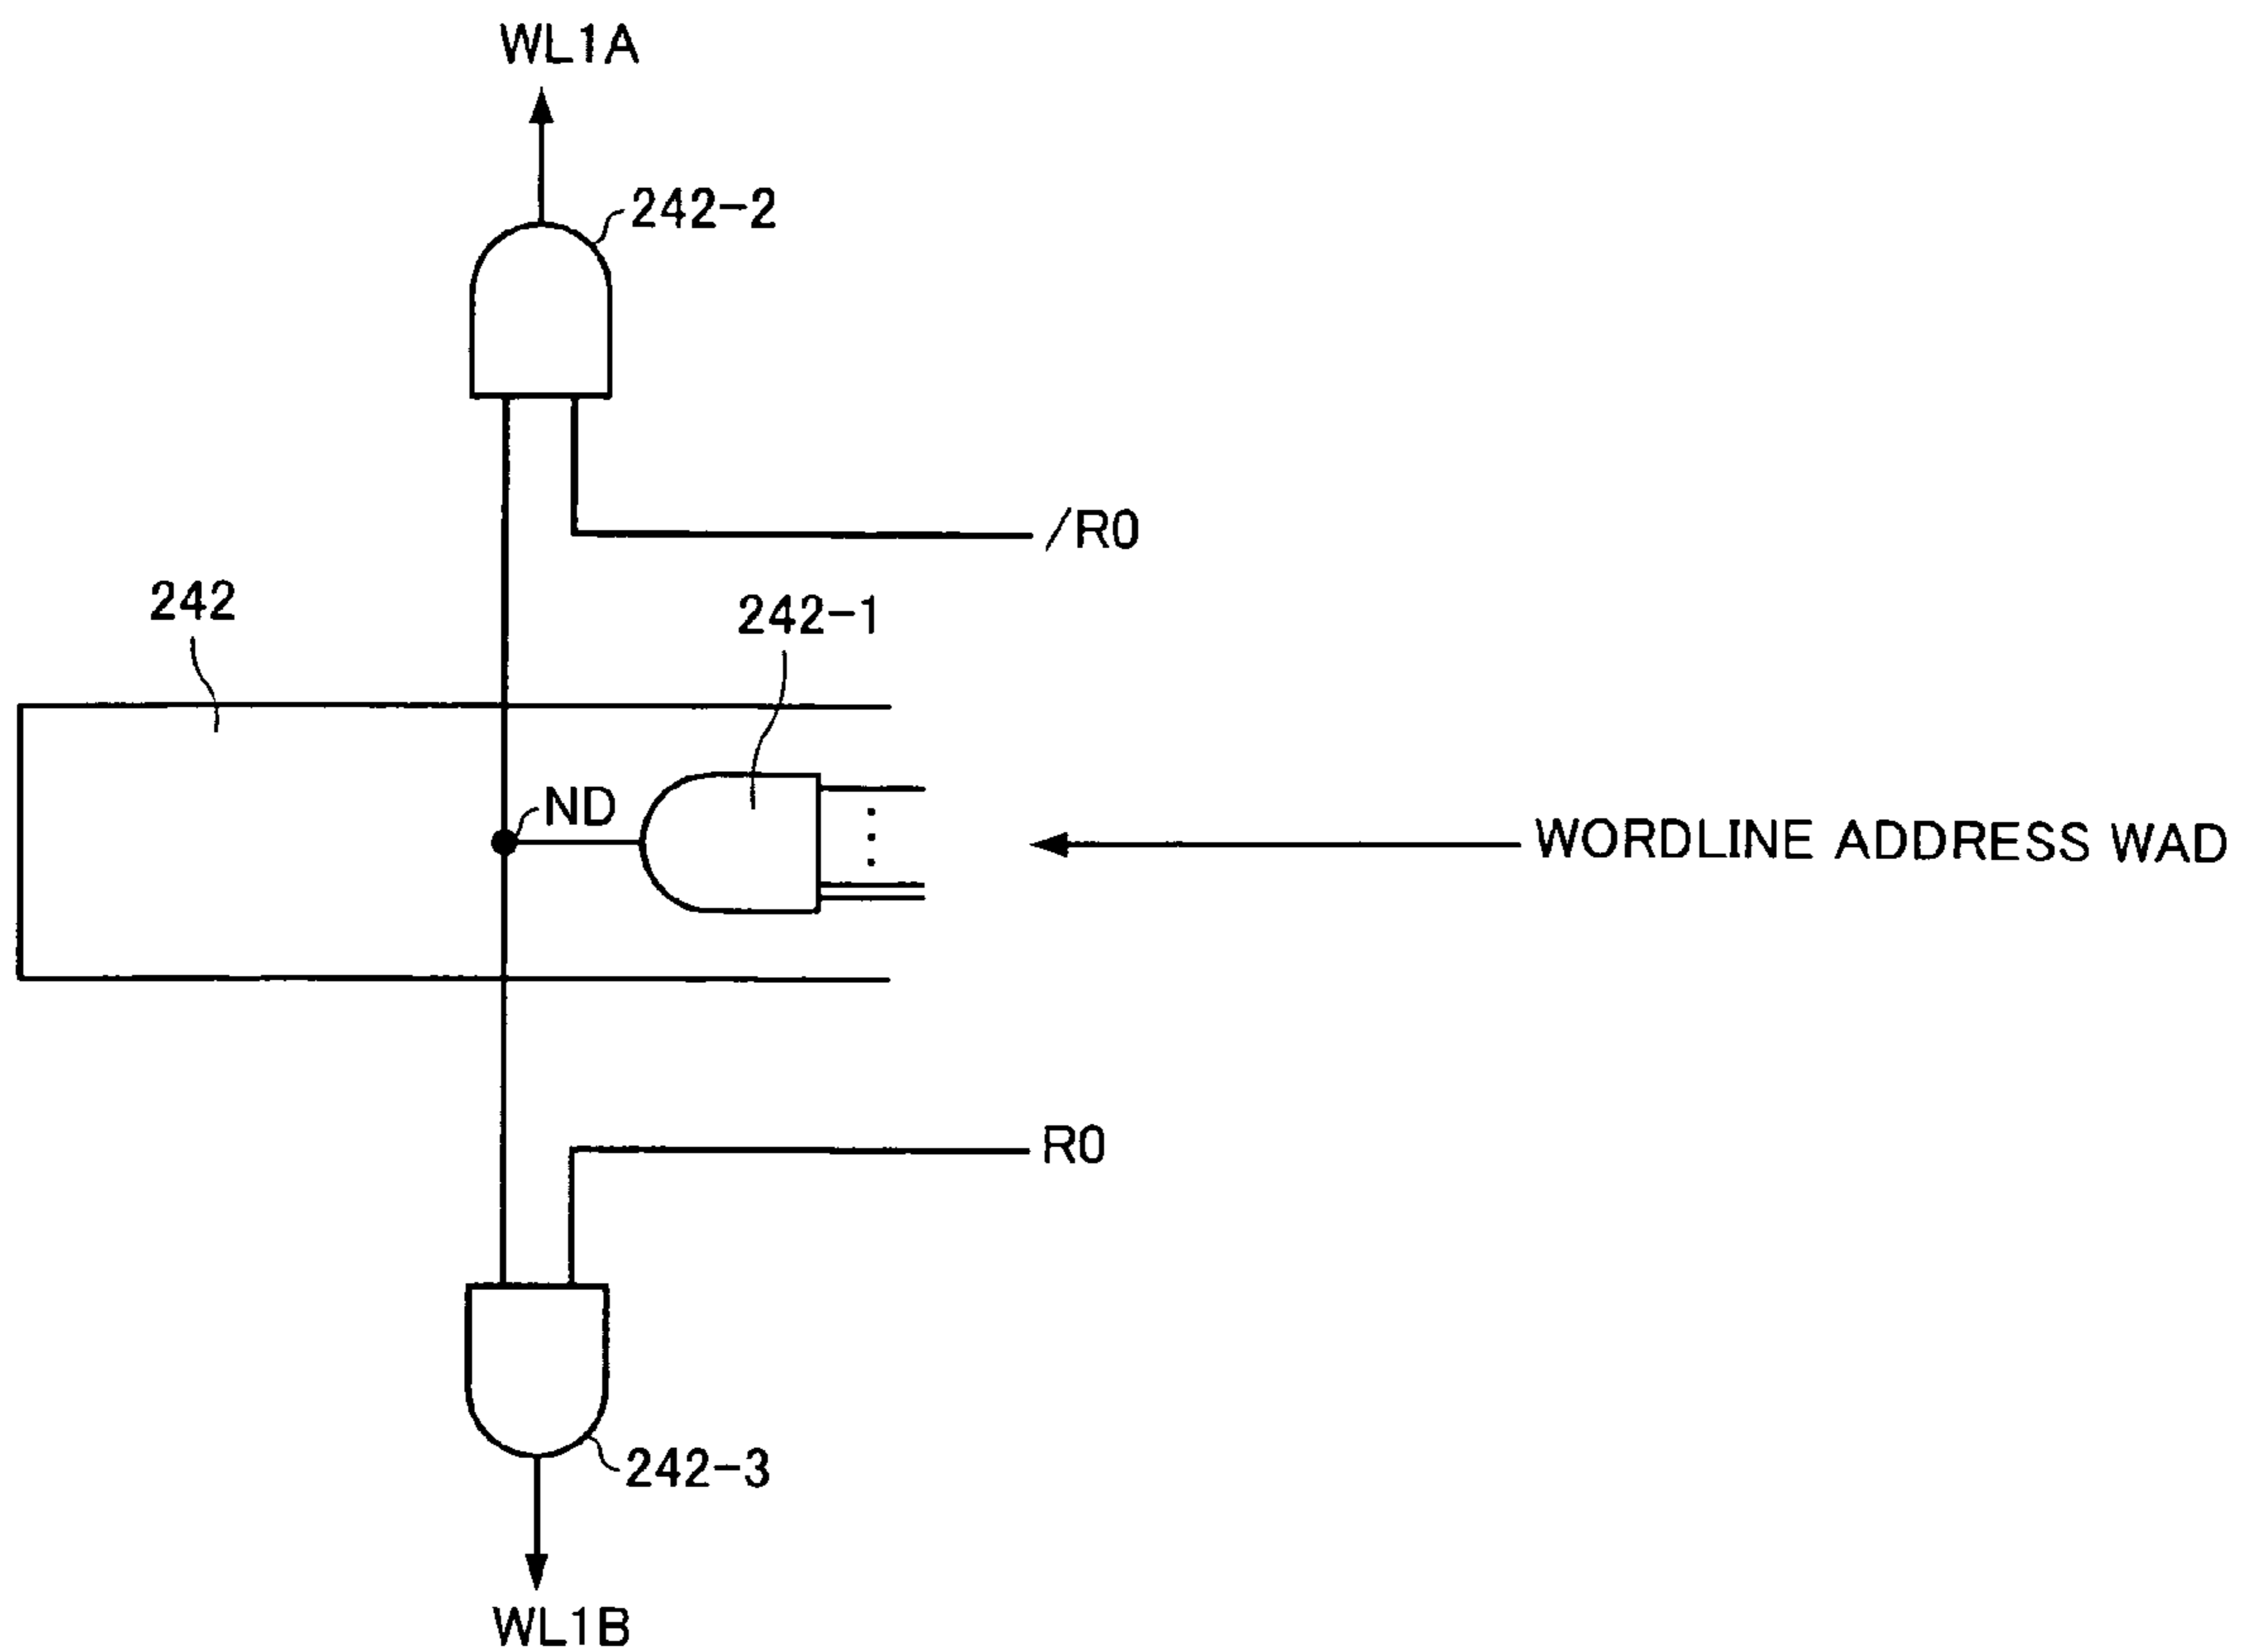 WL1A
242-2
/R0
242
242-1
ND
WORDLINE ADDRESS WAD
R0
242-3
WL1B